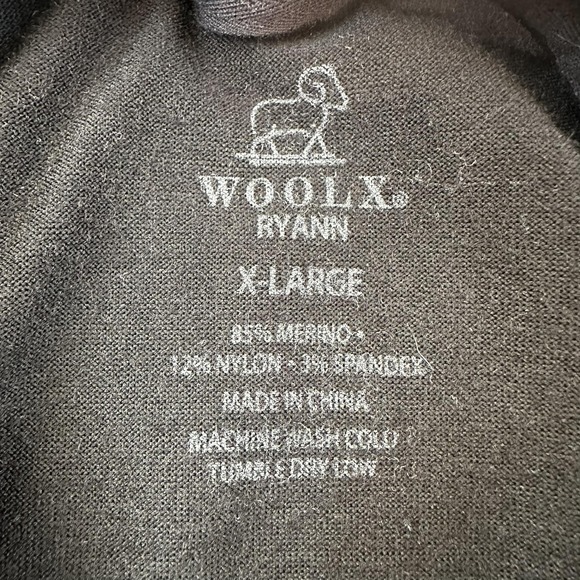 WOOLX®
RYANN
X-LARGE
85% MERINO •
12% NYLON • 3% SPANDEX
MADE IN CHINA
MACHINE WASH COLD
TUMBLE DRY LOW